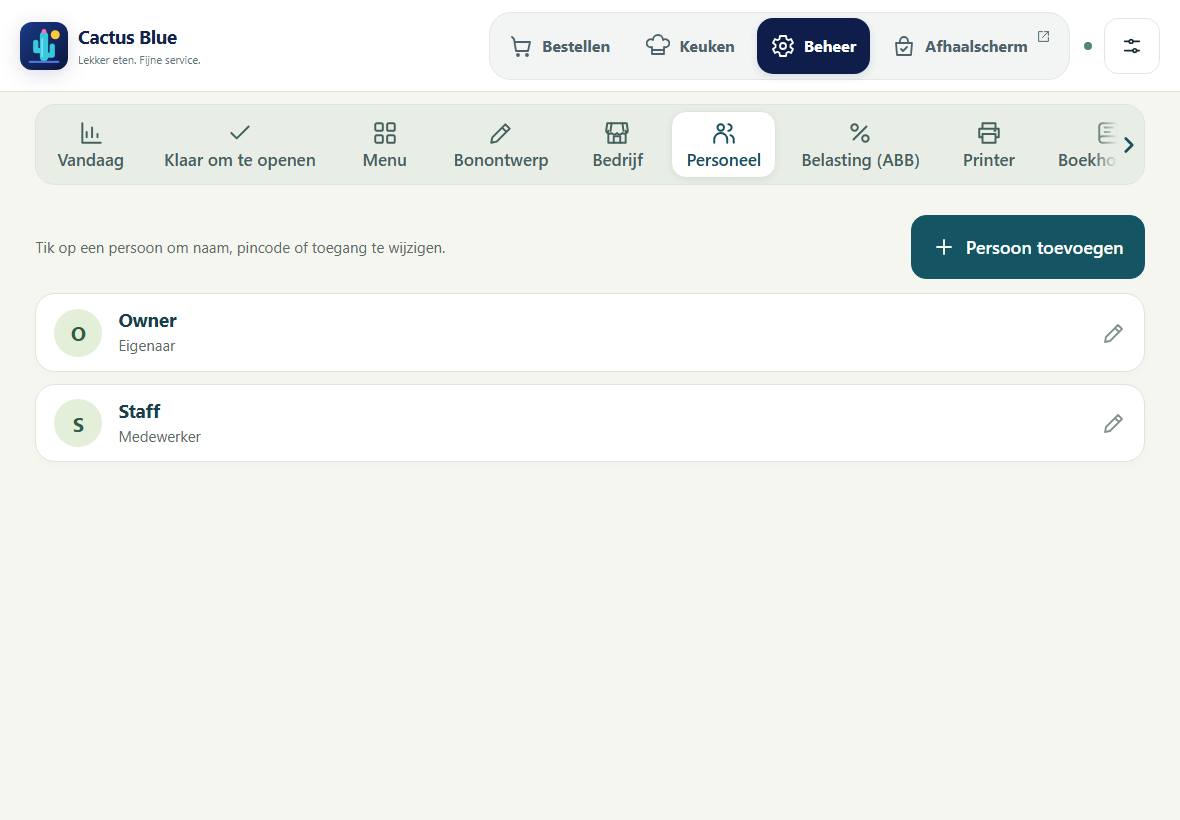 Cactus Blue
Lekker eten. Fijne service.
Bestellen
Keuken
Beheer
Afhaalscherm
Vandaag
Klaar om te openen
Menu
Bonontwerp
Bedrijf
Personeel
Belasting (ABB)
Printer
Boekho
Tik op een persoon om naam, pincode of toegang te wijzigen.
Persoon toevoegen
O
Owner
Eigenaar
S
Staff
Medewerker